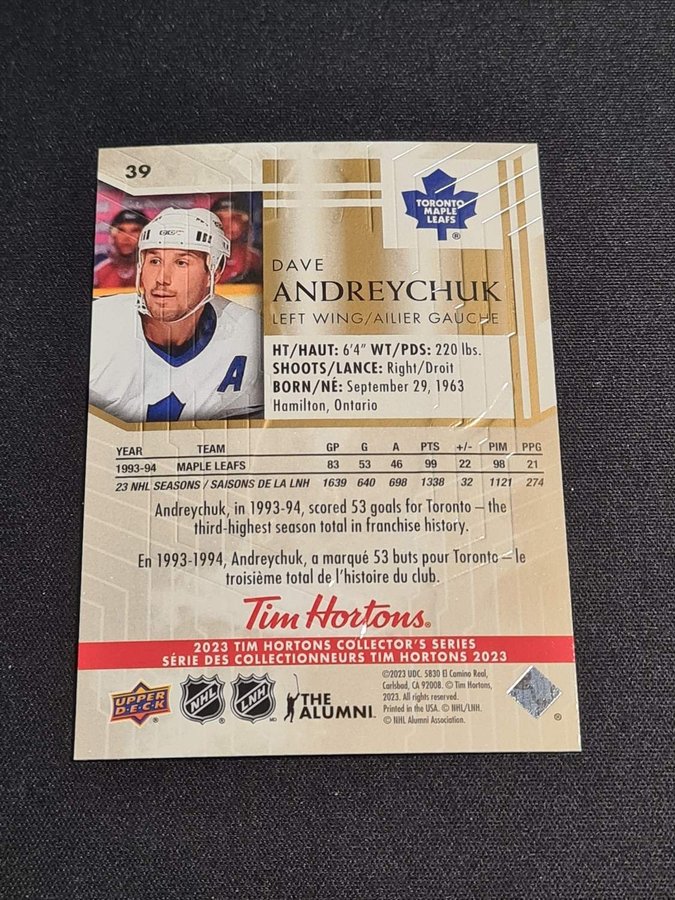 39
TORONTO
MAPLE
LEAFS
®
DAVE
ANDREYCHUK
LEFT WING/AILIER GAUCHE
HT/HAUT: 6'4" WT/PDS: 220 lbs.
SHOOTS/LANCE: Right/Droit
BORN/NÉ: September 29, 1963
Hamilton, Ontario
A
YEAR TEAM GP G A PTS +/- PIM PPG
1993-94 MAPLE LEAFS 83 53 46 99 22 98 21
23 NHL SEASONS / SAISONS DE LA LNH 1639 640 698 1338 32 1121 274
Andreychuk, in 1993-94, scored 53 goals for Toronto – the
third-highest season total in franchise history.
En 1993-1994, Andreychuk, a marqué 53 buts pour Toronto – le
troisième total de l'histoire du club.
Tim Hortons®
2023 TIM HORTONS COLLECTOR'S SERIES
SÉRIE DES COLLECTIONNEURS TIM HORTONS 2023
UPPER
DECK
NHL
LNH
THE
ALUMNI
©2023 UDC. 5830 El Camino Real,
Carlsbad, CA 92008. © Tim Hortons,
2023. All rights reserved.
Printed in the USA. © NHL/LNH.
© NHL Alumni Association.
®